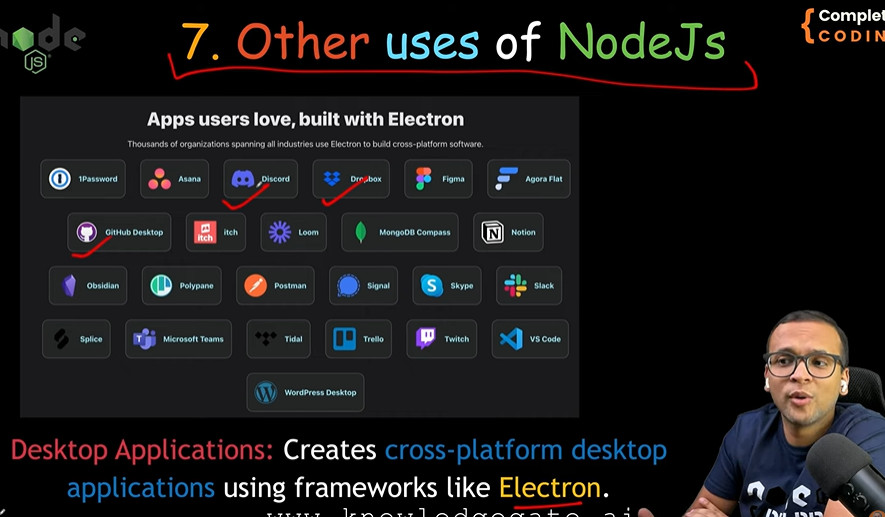 node
JS
7. Other uses of NodeJs
Complet
CODIN
Apps users love, built with Electron
Thousands of organizations spanning all industries use Electron to build cross-platform software.
1Password Asana Discord Dropbox Figma Agora Flat
GitHub Desktop itch itch Loom MongoDB Compass Notion
Obsidian Polypane Postman Signal Skype Slack
Splice Microsoft Teams Tidal Trello Twitch VS Code
WordPress Desktop
Desktop Applications: Creates cross-platform desktop
applications using frameworks like Electron.
www.knowledgegate.ai